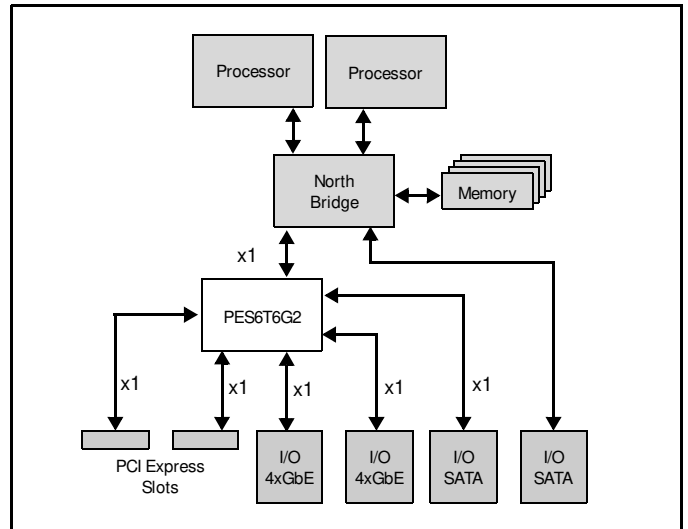 Processor
Processor
North
Bridge
Memory
x1
PES6T6G2
x1
x1
x1
x1
x1
PCI Express
Slots
I/O
4xGbE
I/O
4xGbE
I/O
SATA
I/O
SATA